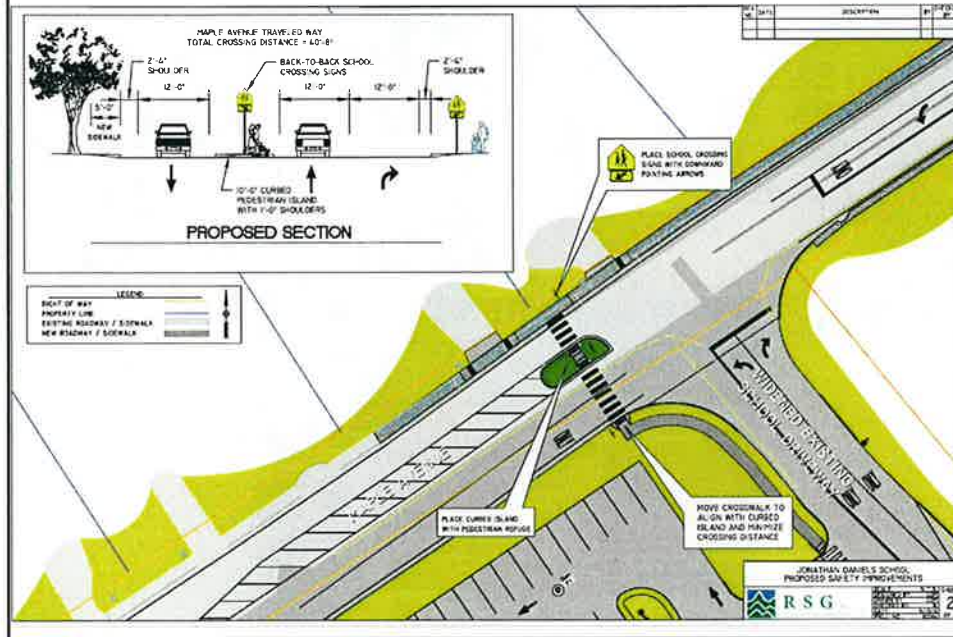 MAPLE AVENUE TRAVELED WAY
TOTAL CROSSING DISTANCE = 40'-8"
2'-4"
SHOULDER
12'-0"
BACK-TO-BACK SCHOOL
CROSSING SIGNS
12'-0"
12'-0"
2'-4"
SHOULDER
5'-0"
NEW
SIDEWALK
10'-0" CURBED
PEDESTRIAN ISLAND
WITH 1'-0" SHOULDERS
PROPOSED SECTION
DATE
DESCRIPTION
BY
PLACE SCHOOL CROSSING
SIGNS WITH DOWNWARD
POINTING ARROWS
LEGEND
RIGHT OF WAY
PROPERTY LINE
EXISTING ROADWAY / SIDEWALK
NEW ROADWAY / SIDEWALK
WIDENED EXISTING
SCHOOL DRIVEWAY
PLACE CURBED ISLAND
WITH PEDESTRIAN REFUGE
MOVE CROSSWALK TO
ALIGN WITH CURBED
ISLAND AND MINIMIZE
CROSSING DISTANCE
JONATHAN DANIELS SCHOOL
PROPOSED SAFETY IMPROVEMENTS
RSG
2